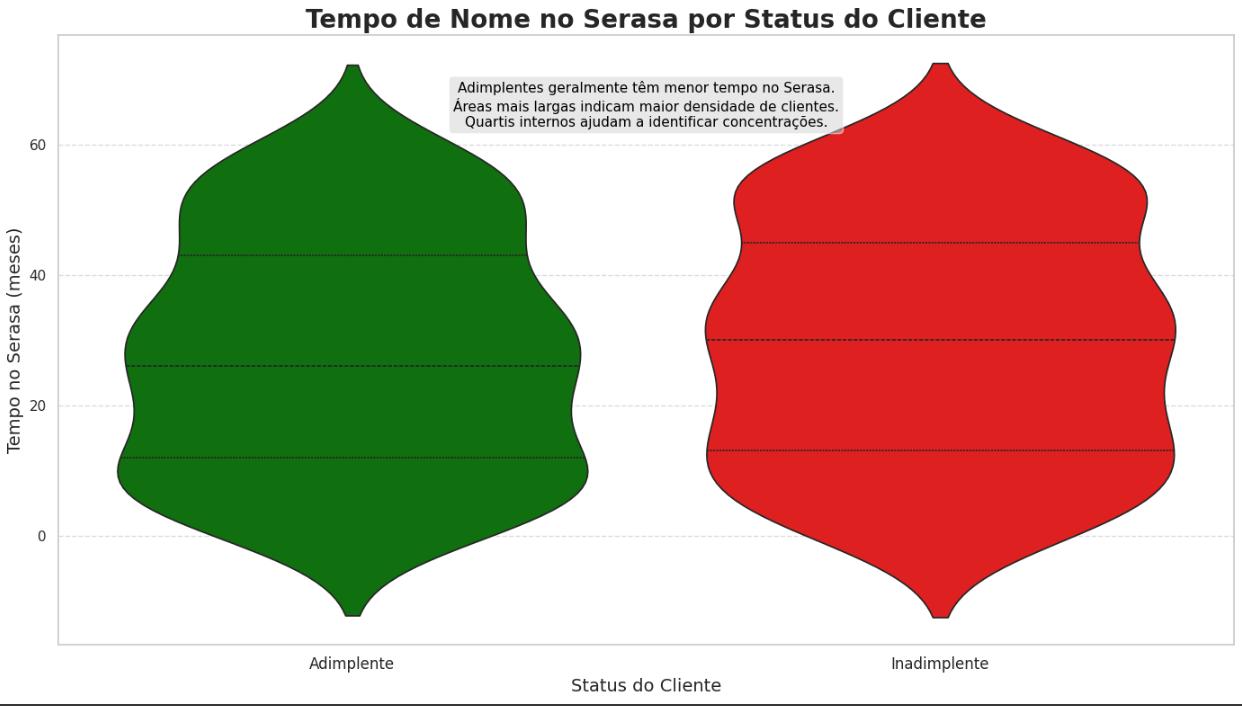 Tempo de Nome no Serasa por Status do Cliente
Adimplentes geralmente têm menor tempo no Serasa.
Áreas mais largas indicam maior densidade de clientes.
Quartis internos ajudam a identificar concentrações.
Tempo no Serasa (meses)
60
40
20
0
Adimplente
Inadimplente
Status do Cliente